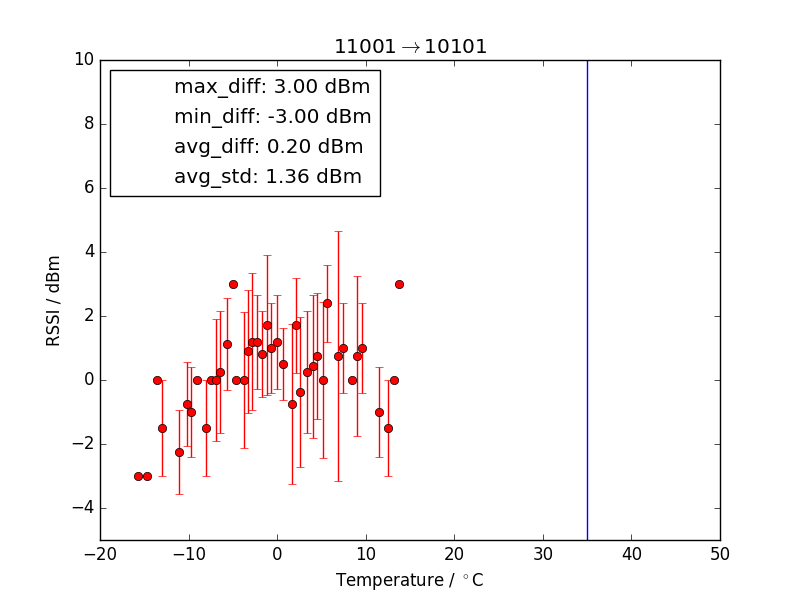 11001→10101
max_diff: 3.00 dBm
min_diff: -3.00 dBm
avg_diff: 0.20 dBm
avg_std: 1.36 dBm
RSSI / dBm
10
8
6
4
2
0
−2
−4
−20 −10 0 10 20 30 40 50
Temperature / °C